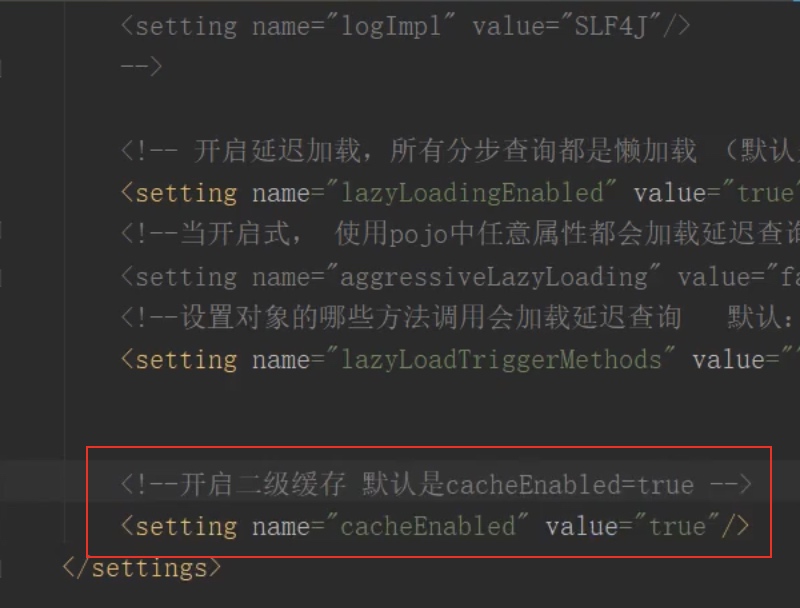 <setting name="logImpl" value="SLF4J"/>
-->
<!-- 开启延迟加载，所有分步查询都是懒加载 （默认
<setting name="lazyLoadingEnabled" value="true"
<!--当开启式， 使用pojo中任意属性都会加载延迟查询
<setting name="aggressiveLazyLoading" value="fa
<!--设置对象的哪些方法调用会加载延迟查询 默认：
<setting name="lazyLoadTriggerMethods" value=""
<!--开启二级缓存 默认是cacheEnabled=true -->
<setting name="cacheEnabled" value="true"/>
</settings>